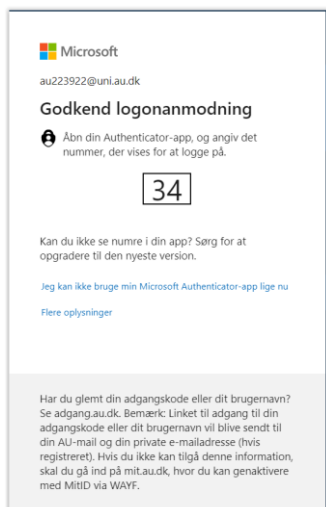 Microsoft
au223922@uni.au.dk
Godkend logonanmodning
Åbn din Authenticator-app, og angiv det
nummer, der vises for at logge på.
34
Kan du ikke se numre i din app? Sørg for at
opgradere til den nyeste version.
Jeg kan ikke bruge min Microsoft Authenticator-app lige nu
Flere oplysninger
Har du glemt din adgangskode eller dit brugernavn?
Se adgang.au.dk. Bemærk: Linket til adgang til din
adgangskode eller dit brugernavn vil blive sendt til
din AU-mail og din private e-mailadresse (hvis
registreret). Hvis du ikke kan tilgå denne information,
skal du gå ind på mit.au.dk, hvor du kan genaktivere
med MitID via WAYF.